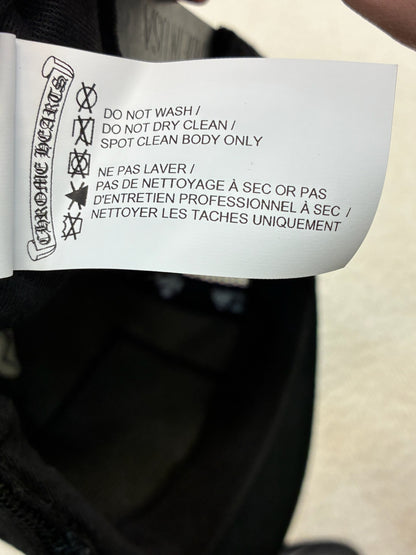 CHROME HEARTS
DO NOT WASH /
DO NOT DRY CLEAN /
SPOT CLEAN BODY ONLY
NE PAS LAVER /
PAS DE NETTOYAGE À SEC OR PAS
D'ENTRETIEN PROFESSIONNEL À SEC /
NETTOYER LES TACHES UNIQUEMENT